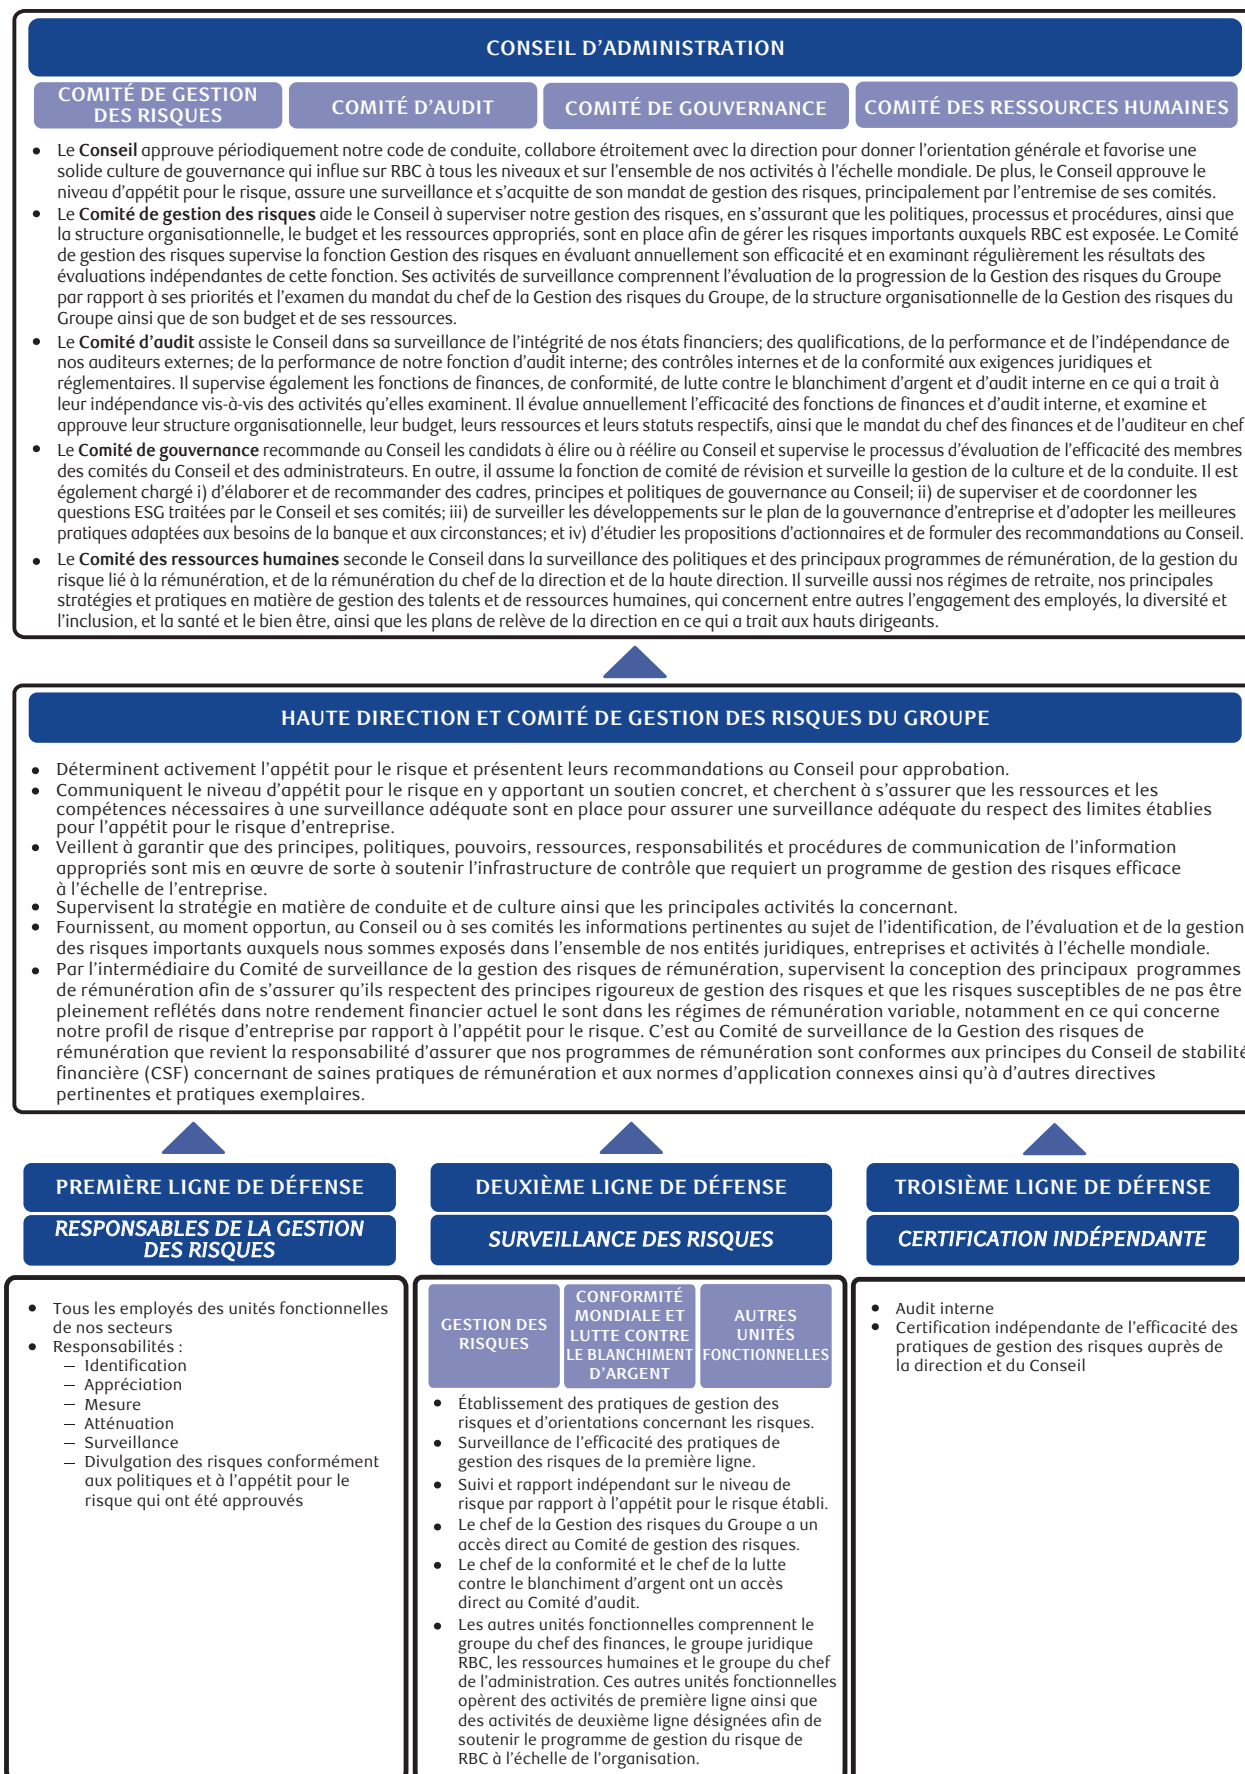 CONSEIL D'ADMINISTRATION
COMITÉ DE GESTION
DES RISQUES
COMITÉ D'AUDIT
COMITÉ DE GOUVERNANCE
COMITÉ DES RESSOURCES HUMAINES
• Le Conseil approuve périodiquement notre code de conduite, collabore étroitement avec la direction pour donner l'orientation générale et favorise une
solide culture de gouvernance qui influe sur RBC à tous les niveaux et sur l'ensemble de nos activités à l'échelle mondiale. De plus, le Conseil approuve le
niveau d'appétit pour le risque, assure une surveillance et s'acquitte de son mandat de gestion des risques, principalement par l'entremise de ses comités.
• Le Comité de gestion des risques aide le Conseil à superviser notre gestion des risques, en s'assurant que les politiques, processus et procédures, ainsi que
la structure organisationnelle, le budget et les ressources appropriés, sont en place afin de gérer les risques importants auxquels RBC est exposée. Le Comité
de gestion des risques supervise la fonction Gestion des risques en évaluant annuellement son efficacité et en examinant régulièrement les résultats des
évaluations indépendantes de cette fonction. Ses activités de surveillance comprennent l'évaluation de la progression de la Gestion des risques du Groupe
par rapport à ses priorités et l'examen du mandat du chef de la Gestion des risques du Groupe, de la structure organisationnelle de la Gestion des risques du
Groupe ainsi que de son budget et de ses ressources.
• Le Comité d'audit assiste le Conseil dans sa surveillance de l'intégrité de nos états financiers; des qualifications, de la performance et de l'indépendance de
nos auditeurs externes; de la performance de notre fonction d'audit interne; des contrôles internes et de la conformité aux exigences juridiques et
réglementaires. Il supervise également les fonctions de finances, de conformité, de lutte contre le blanchiment d'argent et d'audit interne en ce qui a trait à
leur indépendance vis-à-vis des activités qu'elles examinent. Il évalue annuellement l'efficacité des fonctions de finances et d'audit interne, et examine et
approuve leur structure organisationnelle, leur budget, leurs ressources et leurs statuts respectifs, ainsi que le mandat du chef des finances et de l'auditeur en chef.
• Le Comité de gouvernance recommande au Conseil les candidats à élire ou à réélire au Conseil et supervise le processus d'évaluation de l'efficacité des membres
des comités du Conseil et des administrateurs. En outre, il assume la fonction de comité de révision et surveille la gestion de la culture et de la conduite. Il est
également chargé i) d'élaborer et de recommander des cadres, principes et politiques de gouvernance au Conseil; ii) de superviser et de coordonner les
questions ESG traitées par le Conseil et ses comités; iii) de surveiller les développements sur le plan de la gouvernance d'entreprise et d'adopter les meilleures
pratiques adaptées aux besoins de la banque et aux circonstances; et iv) d'étudier les propositions d'actionnaires et de formuler des recommandations au Conseil.
• Le Comité des ressources humaines seconde le Conseil dans la surveillance des politiques et des principaux programmes de rémunération, de la gestion du
risque lié à la rémunération, et de la rémunération du chef de la direction et de la haute direction. Il surveille aussi nos régimes de retraite, nos principales
stratégies et pratiques en matière de gestion des talents et de ressources humaines, qui concernent entre autres l'engagement des employés, la diversité et
l'inclusion, et la santé et le bien être, ainsi que les plans de relève de la direction en ce qui a trait aux hauts dirigeants.
HAUTE DIRECTION ET COMITÉ DE GESTION DES RISQUES DU GROUPE
• Déterminent activement l'appétit pour le risque et présentent leurs recommandations au Conseil pour approbation.
• Communiquent le niveau d'appétit pour le risque en y apportant un soutien concret, et cherchent à s'assurer que les ressources et les
compétences nécessaires à une surveillance adéquate sont en place pour assurer une surveillance adéquate du respect des limites établies
pour l'appétit pour le risque d'entreprise.
• Veillent à garantir que des principes, politiques, pouvoirs, ressources, responsabilités et procédures de communication de l'information
appropriés sont mis en œuvre de sorte à soutenir l'infrastructure de contrôle que requiert un programme de gestion des risques efficace
à l'échelle de l'entreprise.
• Supervisent la stratégie en matière de conduite et de culture ainsi que les principales activités la concernant.
• Fournissent, au moment opportun, au Conseil ou à ses comités les informations pertinentes au sujet de l'identification, de l'évaluation et de la gestion
des risques importants auxquels nous sommes exposés dans l'ensemble de nos entités juridiques, entreprises et activités à l'échelle mondiale.
• Par l'intermédiaire du Comité de surveillance de la gestion des risques de rémunération, supervisent la conception des principaux programmes
de rémunération afin de s'assurer qu'ils respectent des principes rigoureux de gestion des risques et que les risques susceptibles de ne pas être
pleinement reflétés dans notre rendement financier actuel le sont dans les régimes de rémunération variable, notamment en ce qui concerne
notre profil de risque d'entreprise par rapport à l'appétit pour le risque. C'est au Comité de surveillance de la Gestion des risques de
rémunération que revient la responsabilité d'assurer que nos programmes de rémunération sont conformes aux principes du Conseil de stabilité
financière (CSF) concernant de saines pratiques de rémunération et aux normes d'application connexes ainsi qu'à d'autres directives
pertinentes et pratiques exemplaires.
PREMIÈRE LIGNE DE DÉFENSE
RESPONSABLES DE LA GESTION
DES RISQUES
• Tous les employés des unités fonctionnelles
de nos secteurs
• Responsabilités :
– Identification
– Appréciation
– Mesure
– Atténuation
– Surveillance
– Divulgation des risques conformément
aux politiques et à l'appétit pour le
risque qui ont été approuvés
DEUXIÈME LIGNE DE DÉFENSE
SURVEILLANCE DES RISQUES
GESTION DES
RISQUES
CONFORMITÉ
MONDIALE ET
LUTTE CONTRE
LE BLANCHIMENT
D'ARGENT
AUTRES
UNITÉS
FONCTIONNELLES
• Établissement des pratiques de gestion des
risques et d'orientations concernant les risques.
• Surveillance de l'efficacité des pratiques de
gestion des risques de la première ligne.
• Suivi et rapport indépendant sur le niveau de
risque par rapport à l'appétit pour le risque établi.
• Le chef de la Gestion des risques du Groupe a un
accès direct au Comité de gestion des risques.
• Le chef de la conformité et le chef de la lutte
contre le blanchiment d'argent ont un accès
direct au Comité d'audit.
• Les autres unités fonctionnelles comprennent le
groupe du chef des finances, le groupe juridique
RBC, les ressources humaines et le groupe du chef
de l'administration. Ces autres unités fonctionnelles
opèrent des activités de première ligne ainsi que
des activités de deuxième ligne désignées afin de
soutenir le programme de gestion du risque de
RBC à l'échelle de l'organisation.
TROISIÈME LIGNE DE DÉFENSE
CERTIFICATION INDÉPENDANTE
• Audit interne
• Certification indépendante de l'efficacité des
pratiques de gestion des risques auprès de
la direction et du Conseil